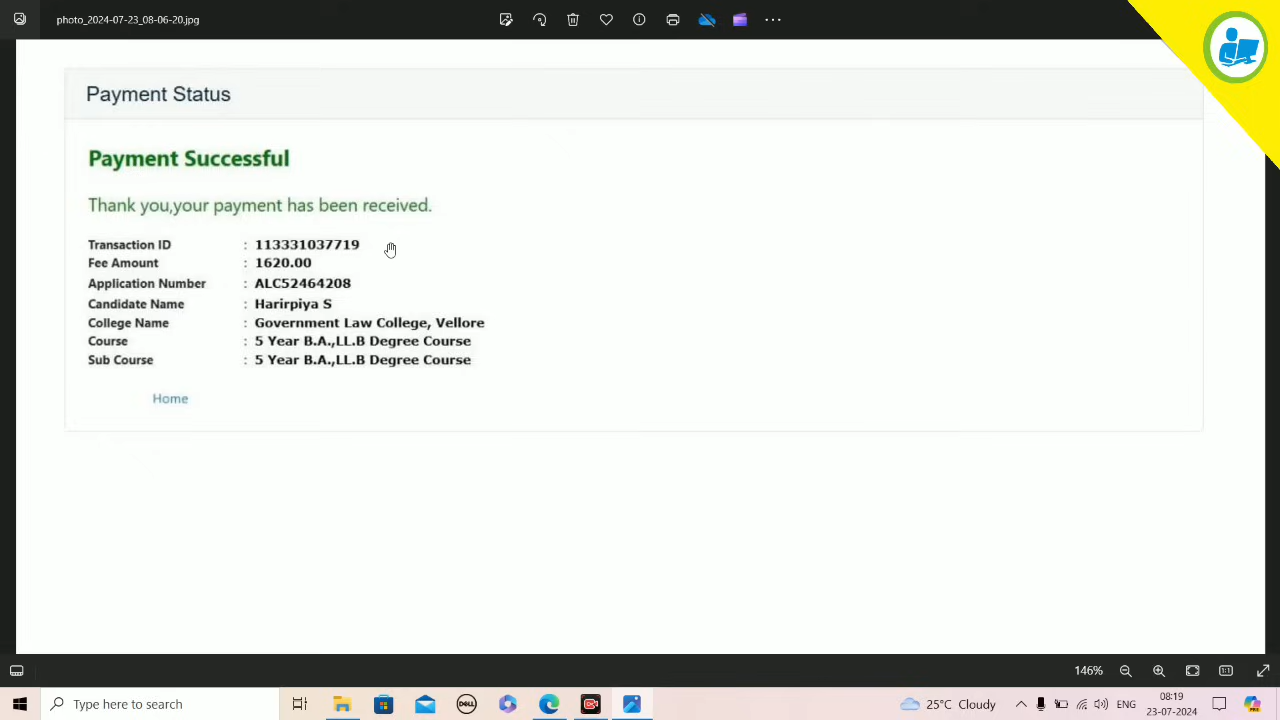 photo_2024-07-23_08-06-20.jpg
Payment Status
Payment Successful
Thank you,your payment has been received.
Transaction ID : 113331037719
Fee Amount : 1620.00
Application Number : ALC52464208
Candidate Name : Harirpiya S
College Name : Government Law College, Vellore
Course : 5 Year B.A.,LL.B Degree Course
Sub Course : 5 Year B.A.,LL.B Degree Course
Home
146%
Type here to search
DELL
25°C Cloudy
ENG
08:19
23-07-2024